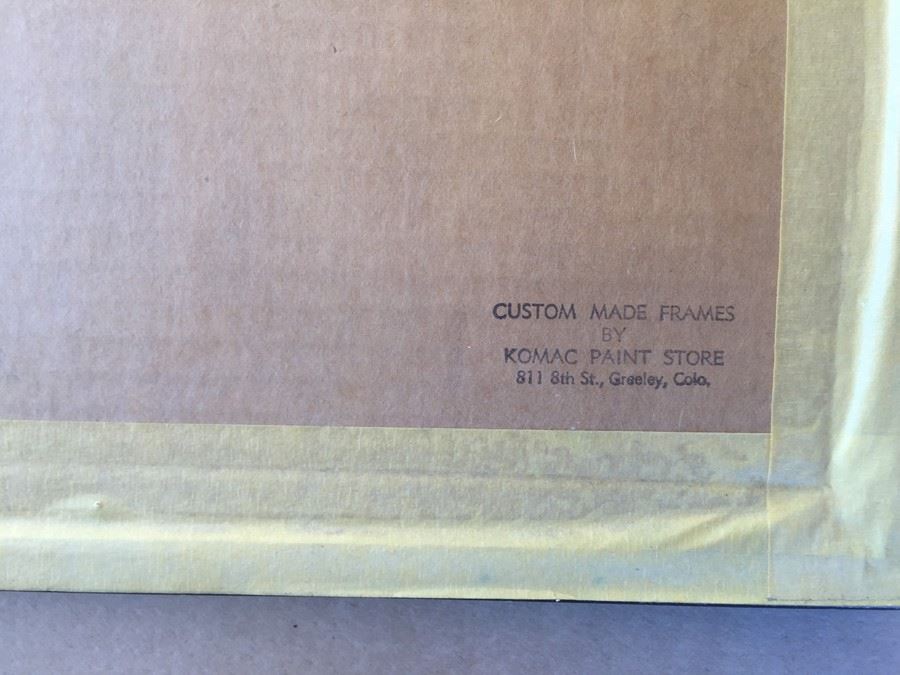 CUSTOM MADE FRAMES
BY
KOMAC PAINT STORE
811 8th St., Greeley, Colo.